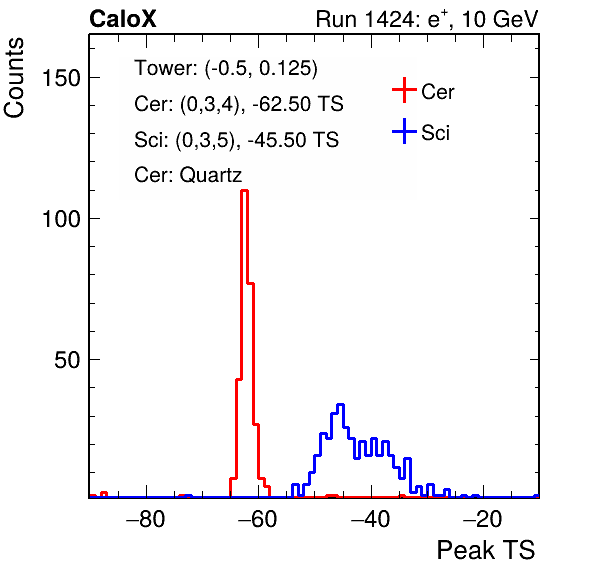 CaloX Run 1424: e⁺, 10 GeV
Counts
Tower: (-0.5, 0.125)
Cer: (0,3,4), -62.50 TS
Sci: (0,3,5), -45.50 TS
Cer: Quartz
Cer
Sci
150
100
50
−80 −60 −40 −20
Peak TS